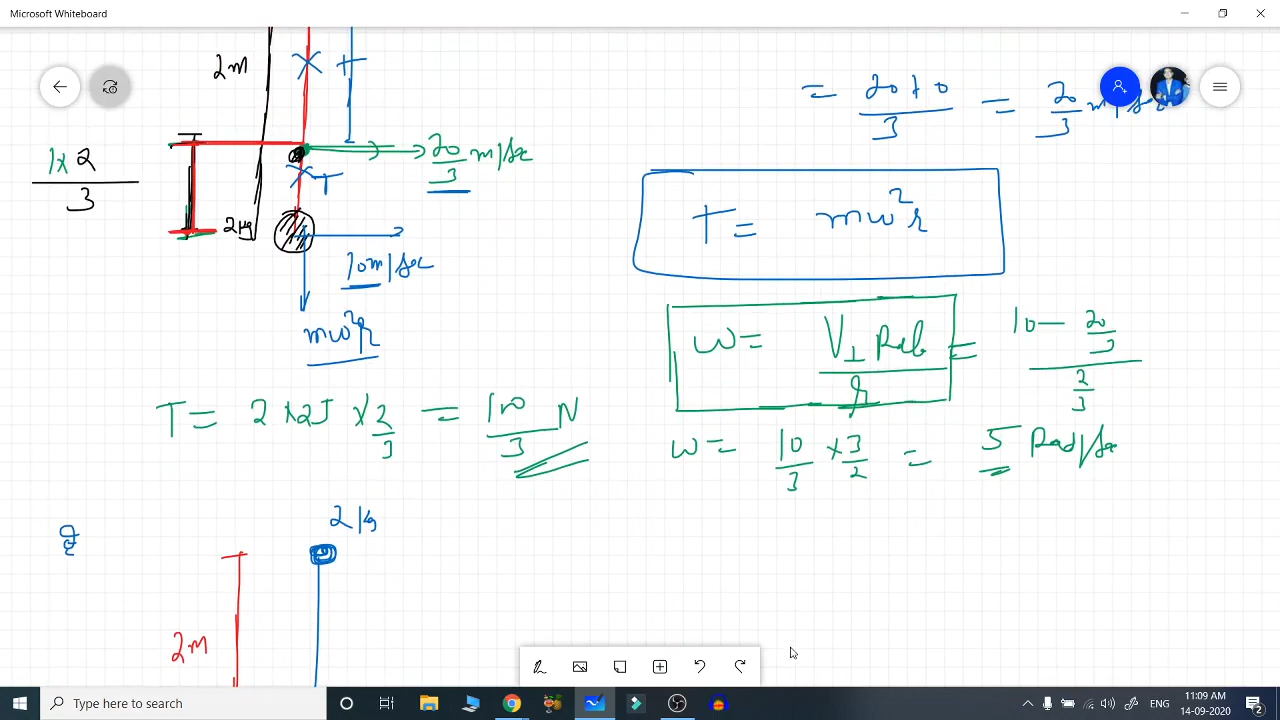 Microsoft Whiteboard
2m
= 20×10/3 = 20/3 m/sec
1×2/3
20/3 m/sec
T
2kg
10m/sec
mω²r
T = mω²r
ω = V⊥ Rel/r = 10 - 20/3 / 2/3
T = 2 × 25 × 2/3 = 100/3 N
ω = 10/3 × 3/2 = 5 Rad/sec
2kg
2m
Type here to search
ENG
11:09 AM
14-09-2020
2